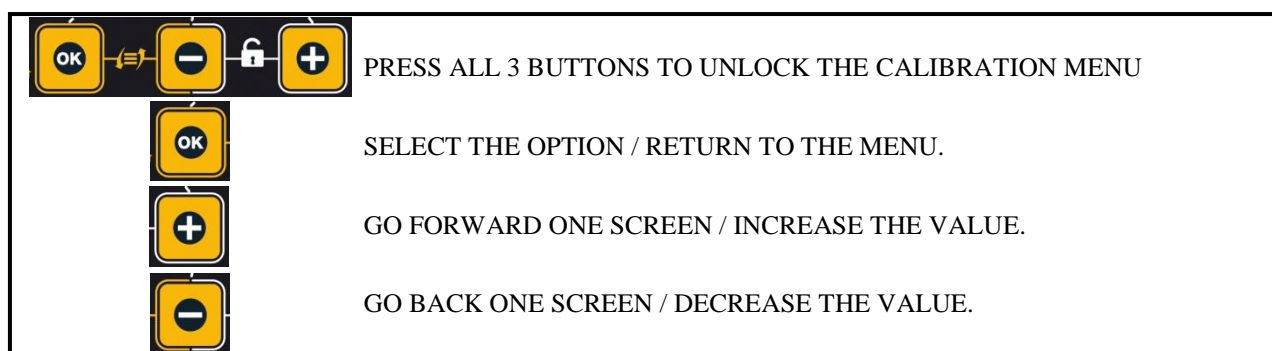 OK
PRESS ALL 3 BUTTONS TO UNLOCK THE CALIBRATION MENU
OK
SELECT THE OPTION / RETURN TO THE MENU.
GO FORWARD ONE SCREEN / INCREASE THE VALUE.
GO BACK ONE SCREEN / DECREASE THE VALUE.